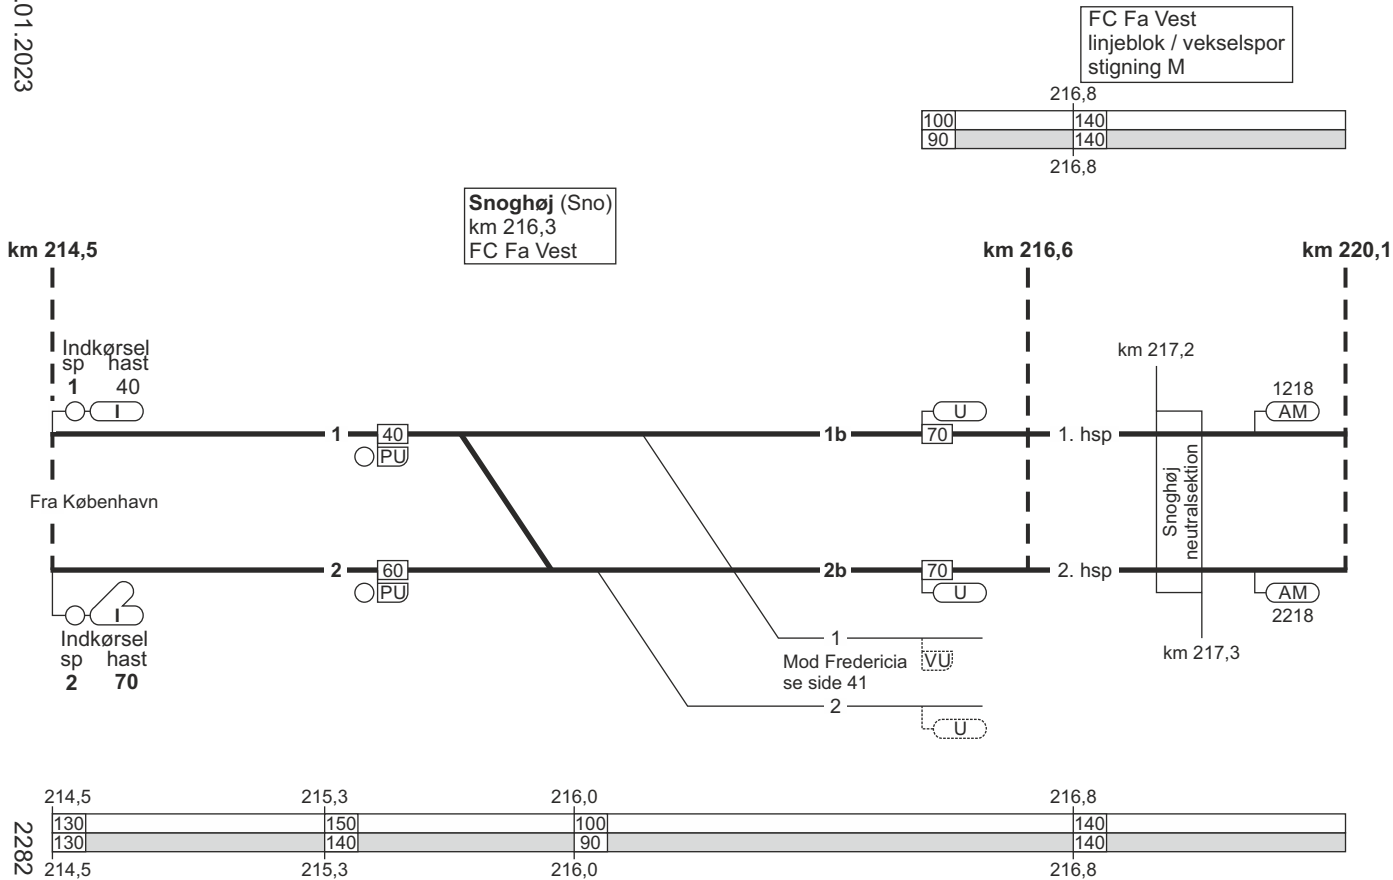 .01.2023
FC Fa Vest
linjeblok / vekselspor
stigning M
216,8
100 140
90 140
216,8
Snoghøj (Sno)
km 216,3
FC Fa Vest
km 214,5
km 216,6
km 220,1
Indkørsel
sp hast
1 40
I
km 217,2
1218
U
AM
1
40
1b
70
1. hsp
PU
Fra København
Snoghøj
neutralsektion
2
60
2b
70
2. hsp
PU
U
AM
2218
I
Indkørsel
sp hast
2 70
1
Mod Fredericia
se side 41
VU
km 217,3
2
U
214,5 215,3 216,0 216,8
130 150 100 140
130 140 90 140
214,5 215,3 216,0 216,8
2282